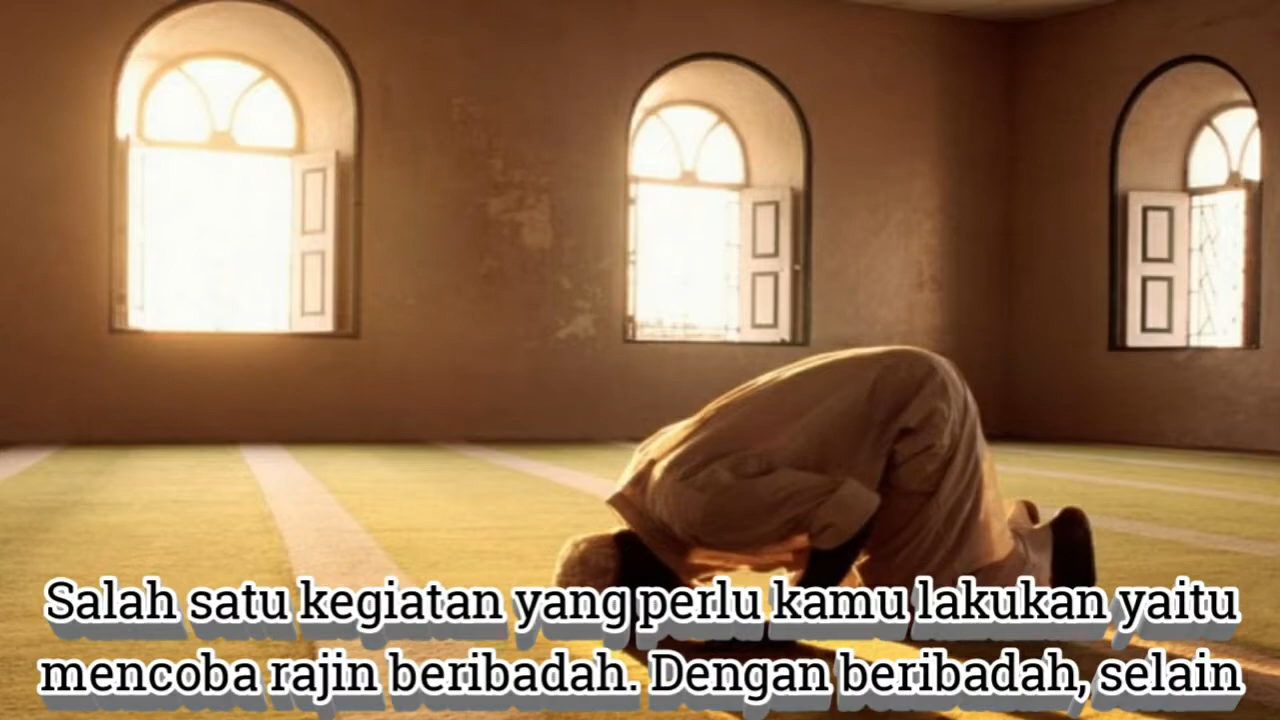 Salah satu kegiatan yang perlu kamu lakukan yaitu
mencoba rajin beribadah. Dengan beribadah, selain